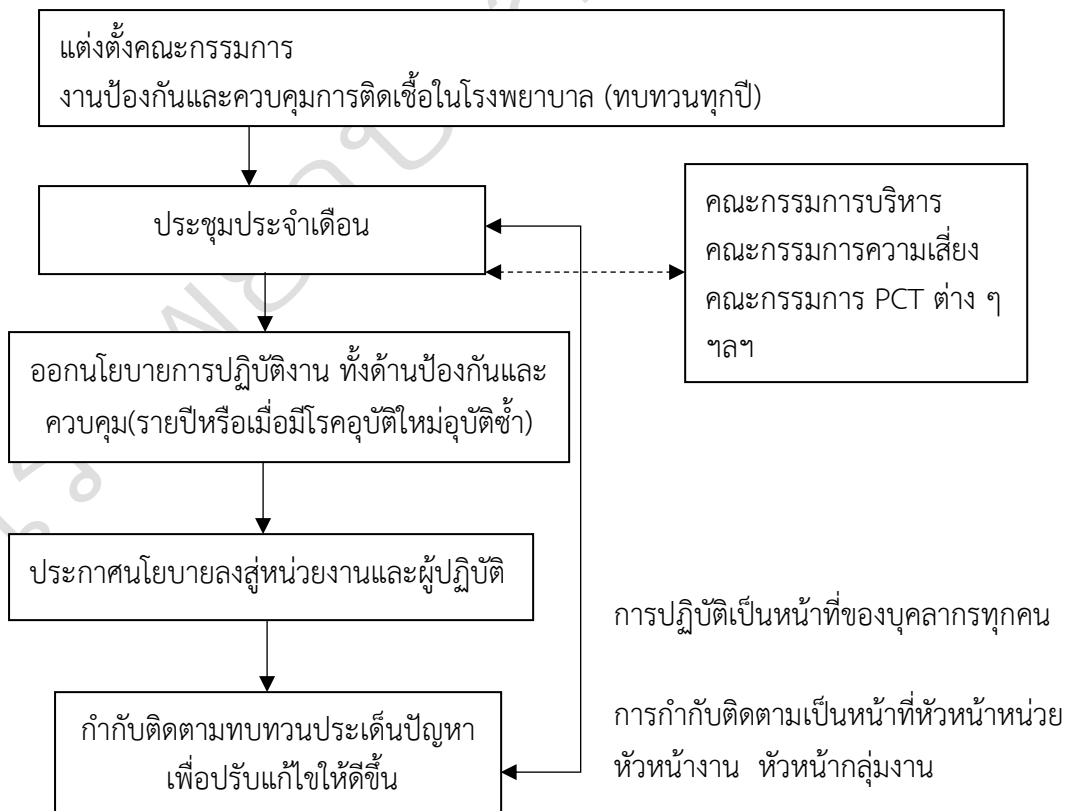 แต่งตั้งคณะกรรมการ
งานป้องกันและควบคุมการติดเชื้อในโรงพยาบาล (ทบทวนทุกปี)
ประชุมประจำเดือน
คณะกรรมการบริหาร
คณะกรรมการความเสี่ยง
คณะกรรมการ PCT ต่าง ๆ
ฯลฯ
ออกนโยบายการปฏิบัติงาน ทั้งด้านป้องกันและ
ควบคุม(รายปีหรือเมื่อมีโรคอุบัติใหม่อุบัติซ้ำ)
ประกาศนโยบายลงสู่หน่วยงานและผู้ปฏิบัติ
การปฏิบัติเป็นหน้าที่ของบุคลากรทุกคน
กำกับติดตามทบทวนประเด็นปัญหา
เพื่อปรับแก้ไขให้ดีขึ้น
การกำกับติดตามเป็นหน้าที่หัวหน้าหน่วย
หัวหน้างาน หัวหน้ากลุ่มงาน